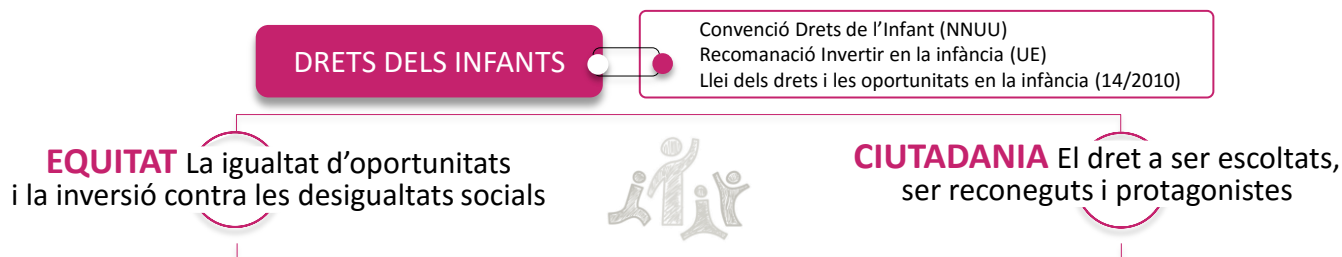 DRETS DELS INFANTS
Convenció Drets de l’Infant (NNUU)
Recomanació Invertir en la infància (UE)
Llei dels drets i les oportunitats en la infància (14/2010)
EQUITAT La igualtat d’oportunitats
i la inversió contra les desigualtats socials
CIUTADANIA El dret a ser escoltats,
ser reconeguts i protagonistes